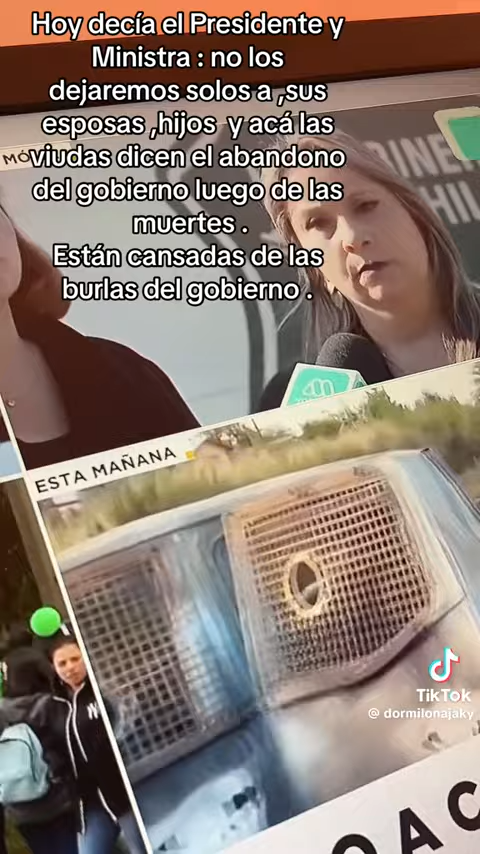 Hoy decía el Presidente y
Ministra : no los
dejaremos solos a ,sus
esposas ,hijos y acá las
viudas dicen el abandono
del gobierno luego de las
muertes .
Están cansadas de las
burlas del gobierno .
ESTA MAÑANA
TikTok
@ dormilonajaky